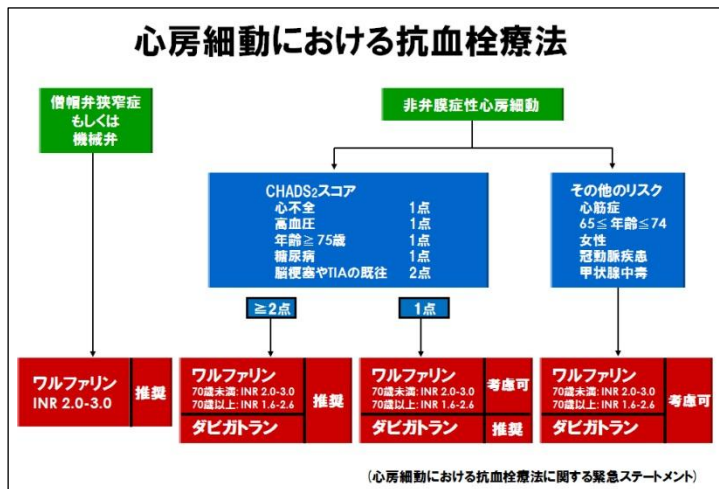 心房細動における抗血栓療法
僧帽弁狭窄症
もしくは
機械弁
非弁膜症性心房細動
CHADS₂スコア
心不全 1点
高血圧 1点
年齢≧75歳 1点
糖尿病 1点
脳梗塞やTIAの既往 2点
その他のリスク
心筋症
65≦年齢≦74
女性
冠動脈疾患
甲状腺中毒
≧2点
1点
ワルファリン
INR 2.0-3.0
推奨
ワルファリン
70歳未満: INR 2.0-3.0
70歳以上: INR 1.6-2.6
ダビガトラン
推奨
ワルファリン
70歳未満: INR 2.0-3.0
70歳以上: INR 1.6-2.6
考慮可
ダビガトラン
推奨
ワルファリン
70歳未満: INR 2.0-3.0
70歳以上: INR 1.6-2.6
ダビガトラン
考慮可
(心房細動における抗血栓療法に関する緊急ステートメント)